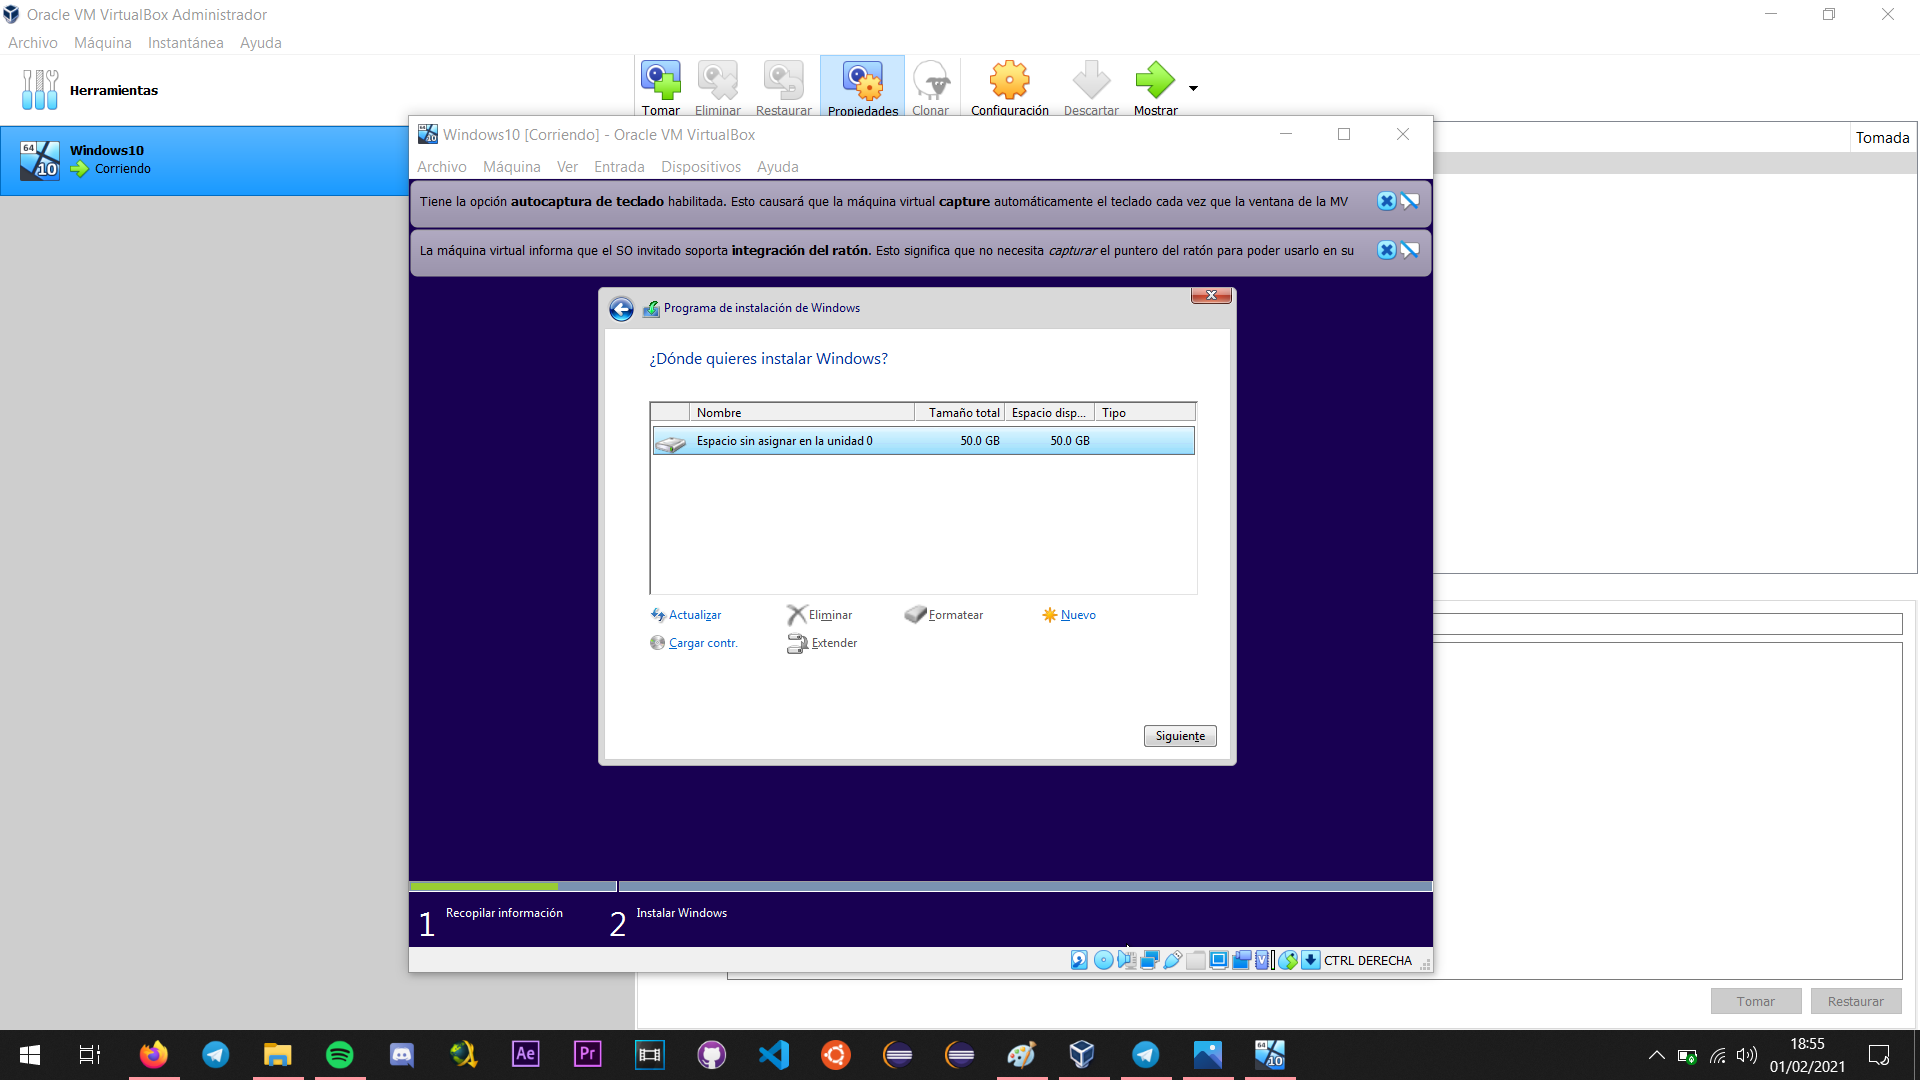 Oracle VM VirtualBox Administrador
Archivo Máquina Instantánea Ayuda
Herramientas
Tomar Eliminar Restaurar Propiedades Clonar Configuración Descartar Mostrar
64
10
Windows10
Corriendo
Tomada
Windows10 [Corriendo] - Oracle VM VirtualBox
Archivo Máquina Ver Entrada Dispositivos Ayuda
Tiene la opción autocaptura de teclado habilitada. Esto causará que la máquina virtual capture automáticamente el teclado cada vez que la ventana de la MV
La máquina virtual informa que el SO invitado soporta integración del ratón. Esto significa que no necesita capturar el puntero del ratón para poder usarlo en su
Programa de instalación de Windows
¿Dónde quieres instalar Windows?
Nombre Tamaño total Espacio disp... Tipo
Espacio sin asignar en la unidad 0 50.0 GB 50.0 GB
Actualizar Eliminar Formatear Nuevo
Cargar contr. Extender
Siguiente
1 Recopilar información 2 Instalar Windows
CTRL DERECHA
Tomar Restaurar
Ae Pr
64
10
18:55
01/02/2021